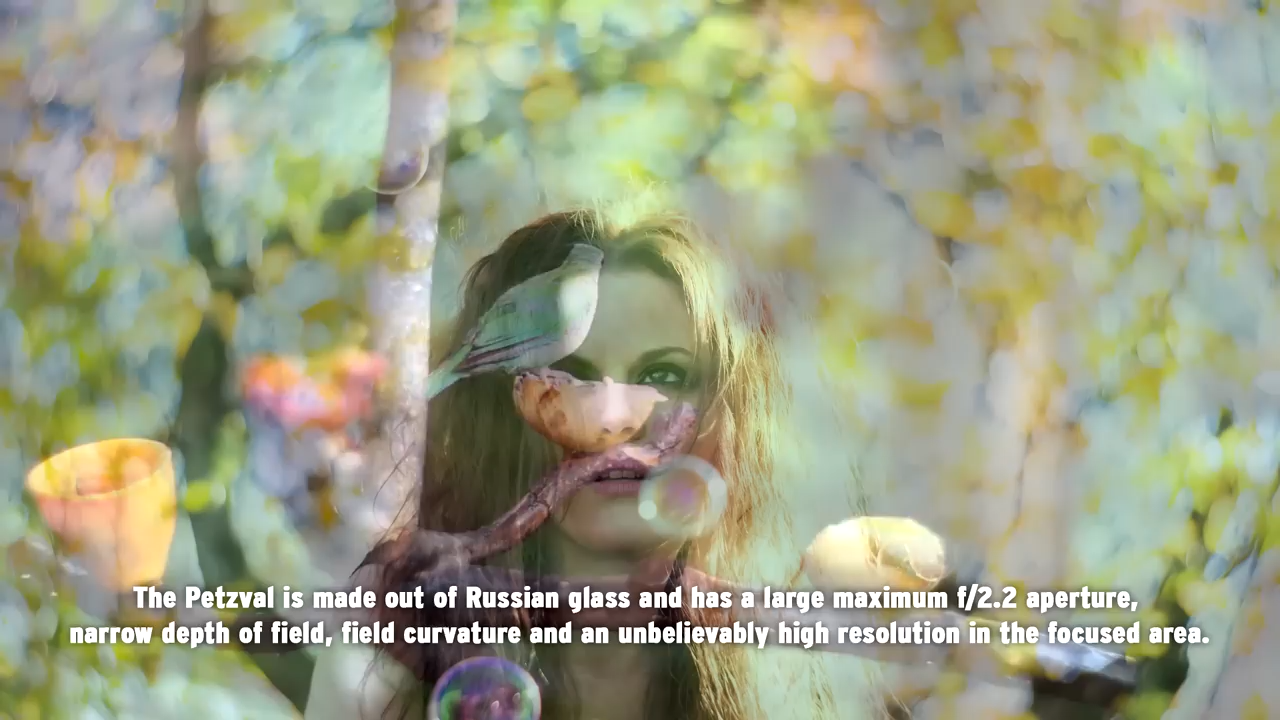 The Petzval is made out of Russian glass and has a large maximum f/2.2 aperture,
narrow depth of field, field curvature and an unbelievably high resolution in the focused area.